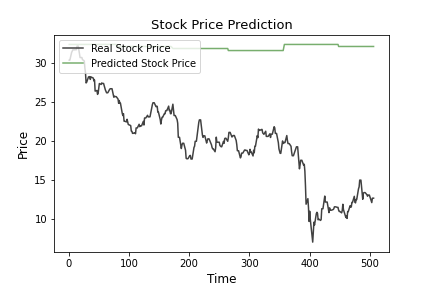 Stock Price Prediction
Real Stock Price
Predicted Stock Price
30
25
20
15
10
Price
0 100 200 300 400 500
Time